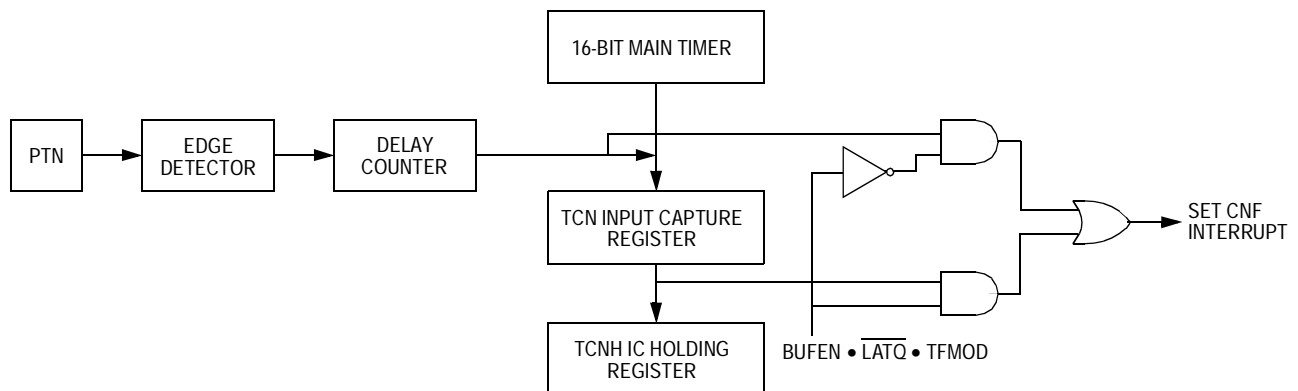 16-BIT MAIN TIMER
PTN
EDGE
DETECTOR
DELAY
COUNTER
TCN INPUT CAPTURE
REGISTER
SET CNF
INTERRUPT
TCNH IC HOLDING
REGISTER
BUFEN • L̅A̅T̅Q̅ • TFMOD